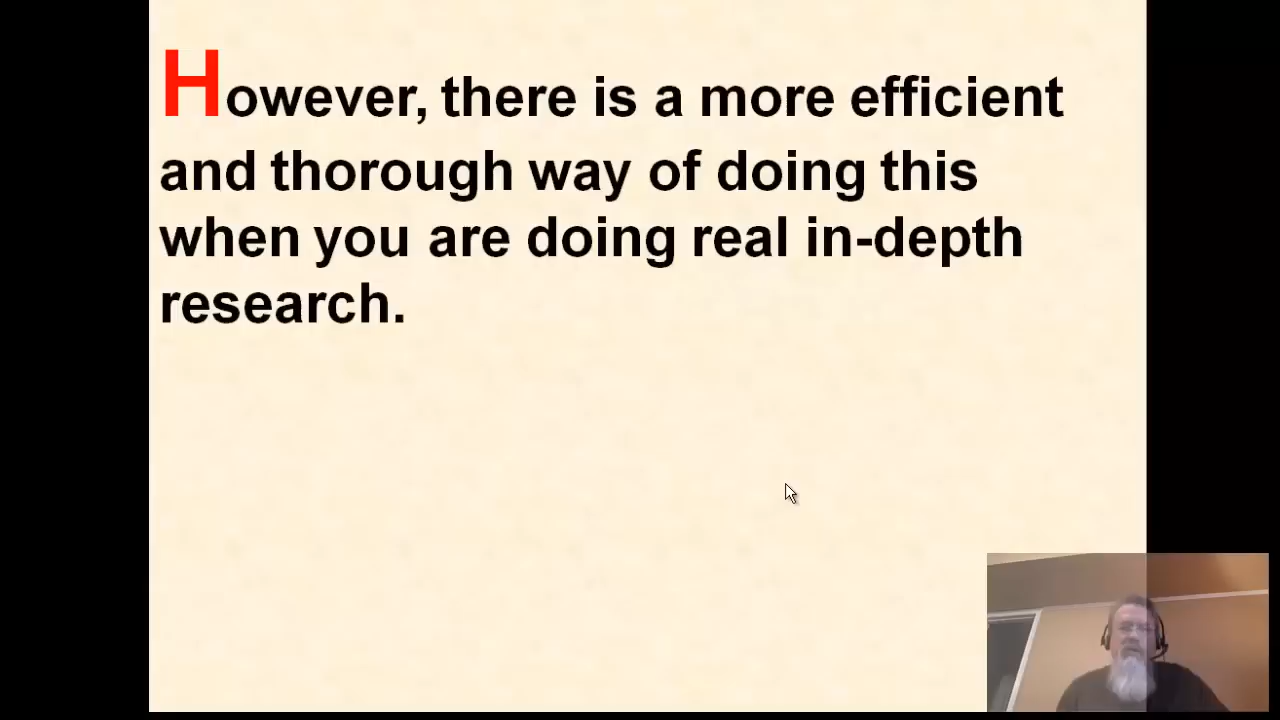 However, there is a more efficient
and thorough way of doing this
when you are doing real in-depth
research.